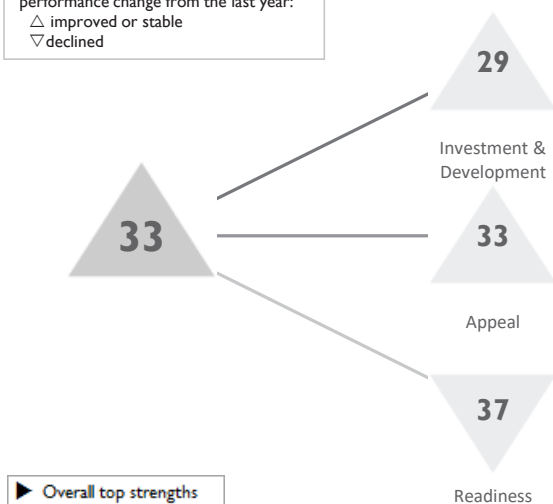 performance change from the last year:
△ improved or stable
▽declined
29
Investment &
Development
33
33
Appeal
37
Readiness
▶ Overall top strengths